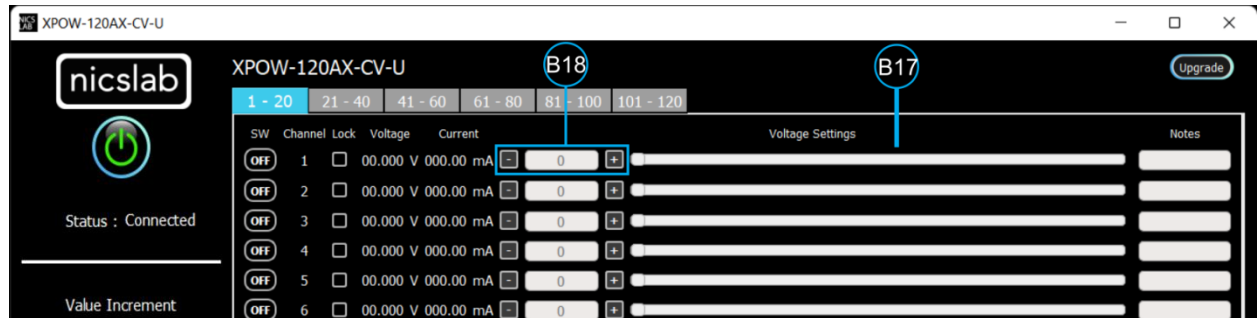 NICS LAB XPOW-120AX-CV-U
nicslab
XPOW-120AX-CV-U B18 B17 Upgrade
1 - 20 21 - 40 41 - 60 61 - 80 81 - 100 101 - 120
SW Channel Lock Voltage Current Voltage Settings Notes
OFF 1 00.000 V 000.00 mA - 0 +
OFF 2 00.000 V 000.00 mA - 0 +
Status : Connected
OFF 3 00.000 V 000.00 mA - 0 +
OFF 4 00.000 V 000.00 mA - 0 +
OFF 5 00.000 V 000.00 mA - 0 +
Value Increment
OFF 6 00.000 V 000.00 mA - 0 +